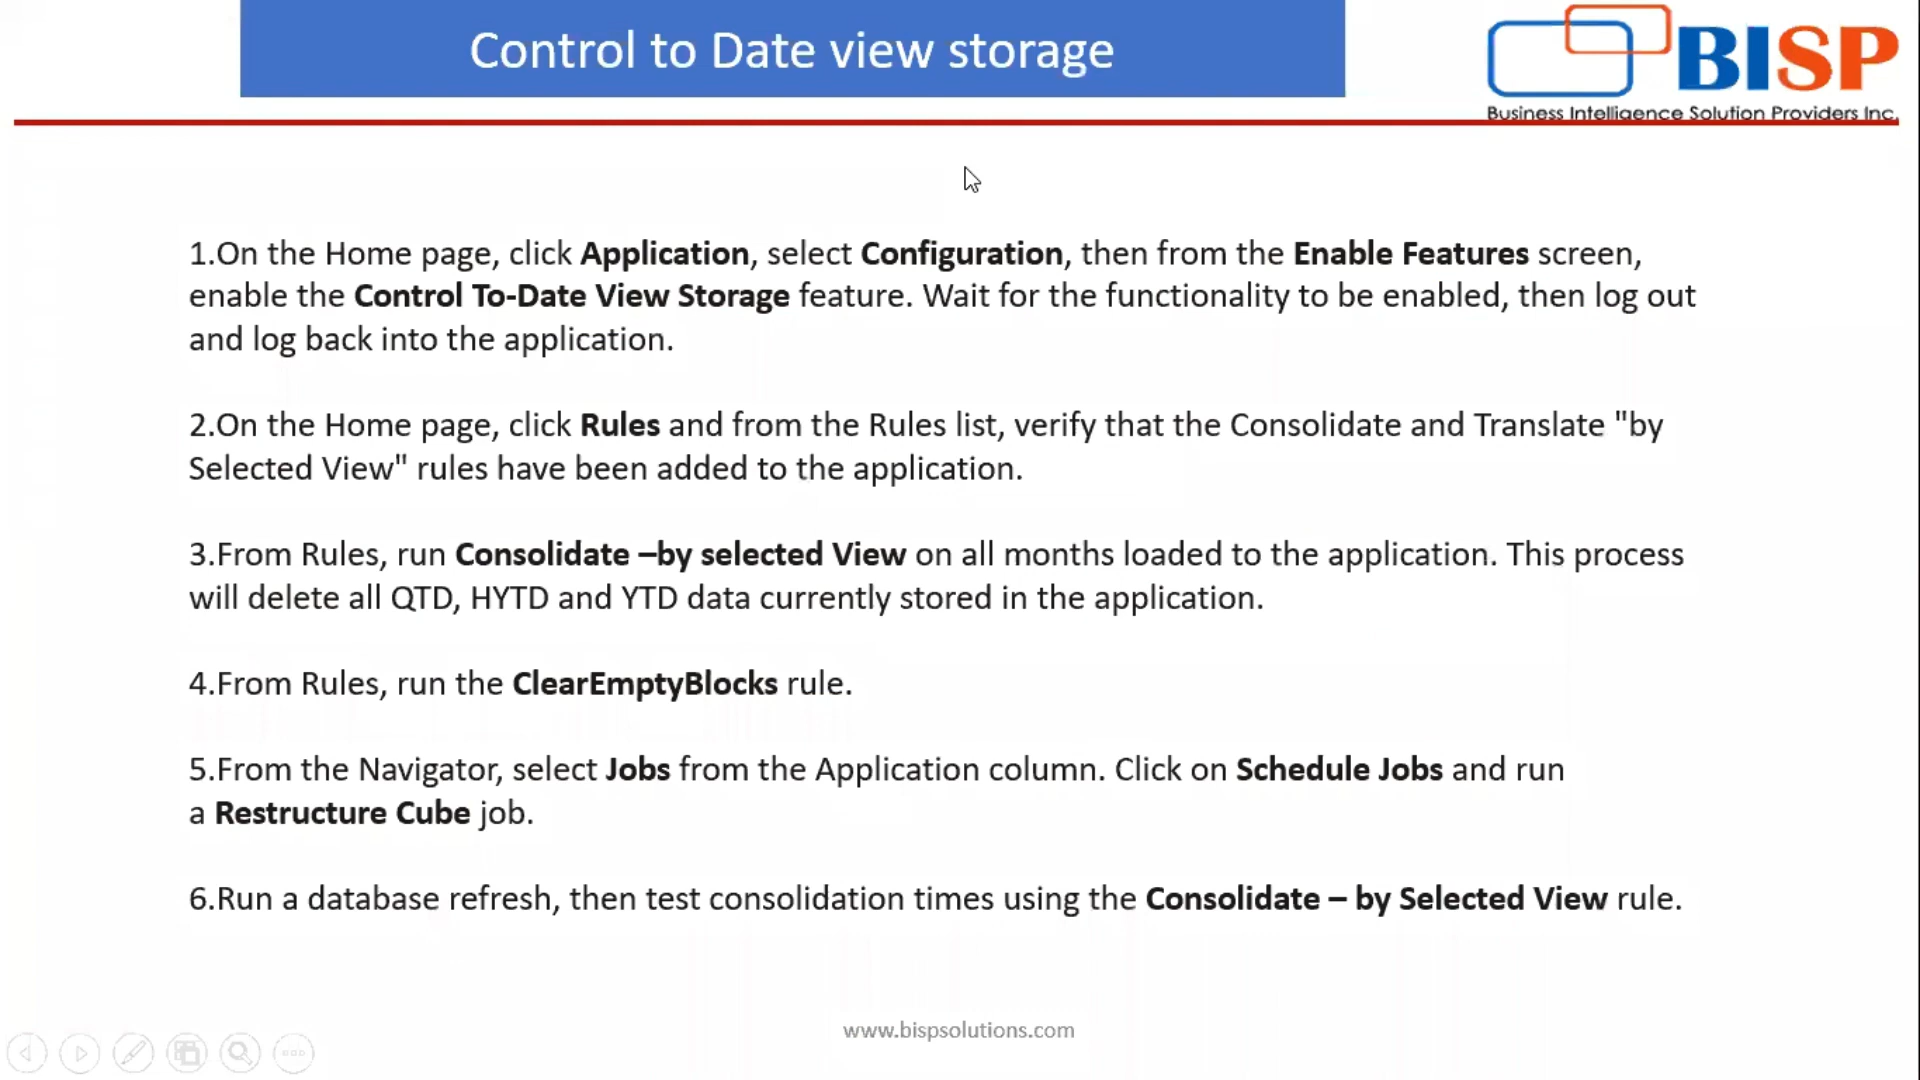 Control to Date view storage
BISP
Business Intelligence Solution Providers Inc.
1.On the Home page, click Application, select Configuration, then from the Enable Features screen,
enable the Control To-Date View Storage feature. Wait for the functionality to be enabled, then log out
and log back into the application.
2.On the Home page, click Rules and from the Rules list, verify that the Consolidate and Translate "by
Selected View" rules have been added to the application.
3.From Rules, run Consolidate –by selected View on all months loaded to the application. This process
will delete all QTD, HYTD and YTD data currently stored in the application.
4.From Rules, run the ClearEmptyBlocks rule.
5.From the Navigator, select Jobs from the Application column. Click on Schedule Jobs and run
a Restructure Cube job.
6.Run a database refresh, then test consolidation times using the Consolidate – by Selected View rule.
www.bispsolutions.com